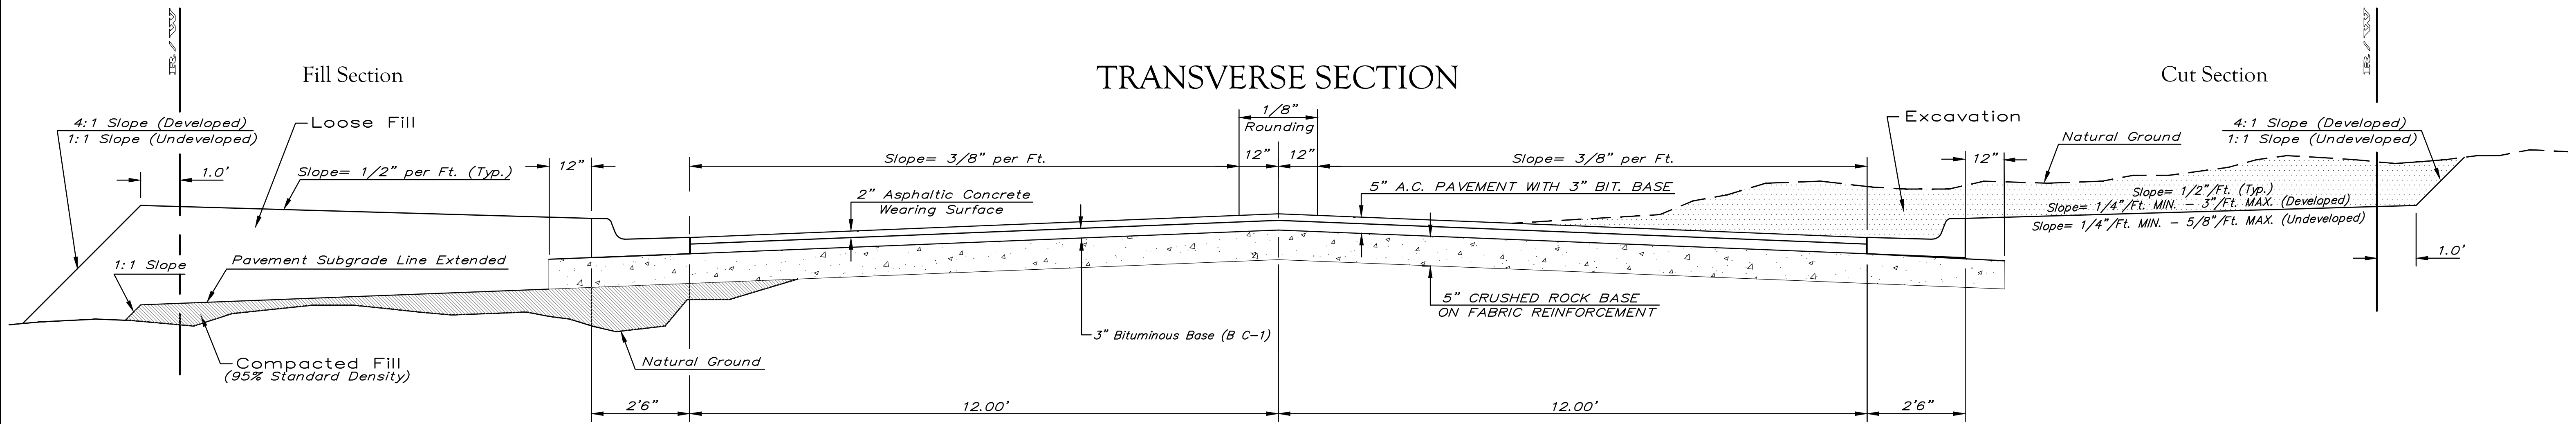 R/W
R/W
Fill Section
TRANSVERSE SECTION
Cut Section
4:1 Slope (Developed)
1:1 Slope (Undeveloped)
Loose Fill
1.0'
Slope= 1/2" per Ft. (Typ.)
12"
Slope= 3/8" per Ft.
1/8"
Rounding
12"
12"
Slope= 3/8" per Ft.
Excavation
Natural Ground
4:1 Slope (Developed)
1:1 Slope (Undeveloped)
12"
2" Asphaltic Concrete
Wearing Surface
5" A.C. PAVEMENT WITH 3" BIT. BASE
Slope= 1/2"/Ft. (Typ.)
Slope= 1/4"/Ft. MIN. - 3"/Ft. MAX. (Developed)
Slope= 1/4"/Ft. MIN. - 5/8"/Ft. MAX. (Undeveloped)
1.0'
1:1 Slope
Pavement Subgrade Line Extended
5" CRUSHED ROCK BASE
ON FABRIC REINFORCEMENT
3" Bituminous Base (B C-1)
Compacted Fill
(95% Standard Density)
Natural Ground
2'6"
12.00'
12.00'
2'6"